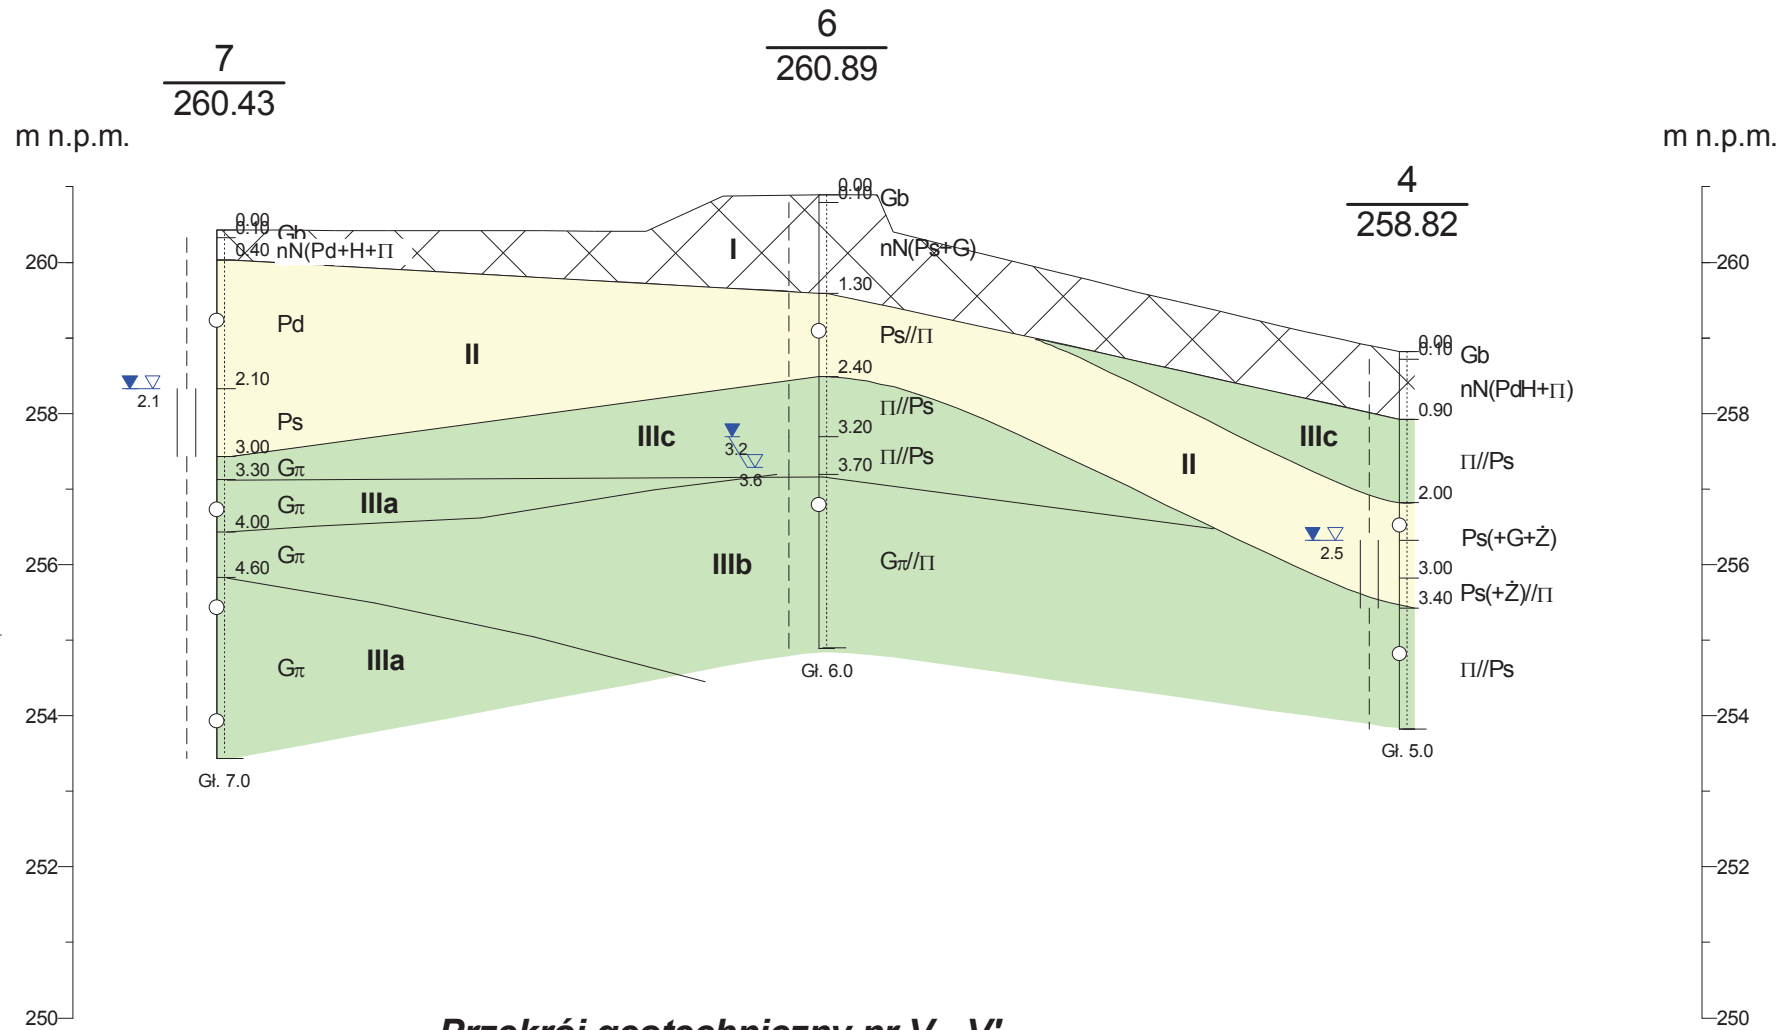 7
260.43
6
260.89
4
258.82
m n.p.m.
m n.p.m.
260
258
256
254
252
250
260
258
256
254
252
250
0.00
0.10 Gb
0.40 nN(Pd+H+Π
Pd
2.10
Ps
3.00
3.30 Gπ
Gπ
4.00
Gπ
4.60
Gπ
Gł. 7.0
2.1
II
IIIa
IIIa
I
IIIc
IIIb
3.2
3.6
0.00
0.10 Gb
nN(Ps+G)
1.30
Ps//Π
2.40
Π//Ps
3.20
Π//Ps
3.70
Gπ//Π
Gł. 6.0
II
IIIc
2.5
0.00
0.10 Gb
nN(PdH+Π)
0.90
Π//Ps
2.00
Ps(+G+Ż)
3.00
Ps(+Ż)//Π
3.40
Π//Ps
Gł. 5.0
Przekrój geotechniczny nr V - V'